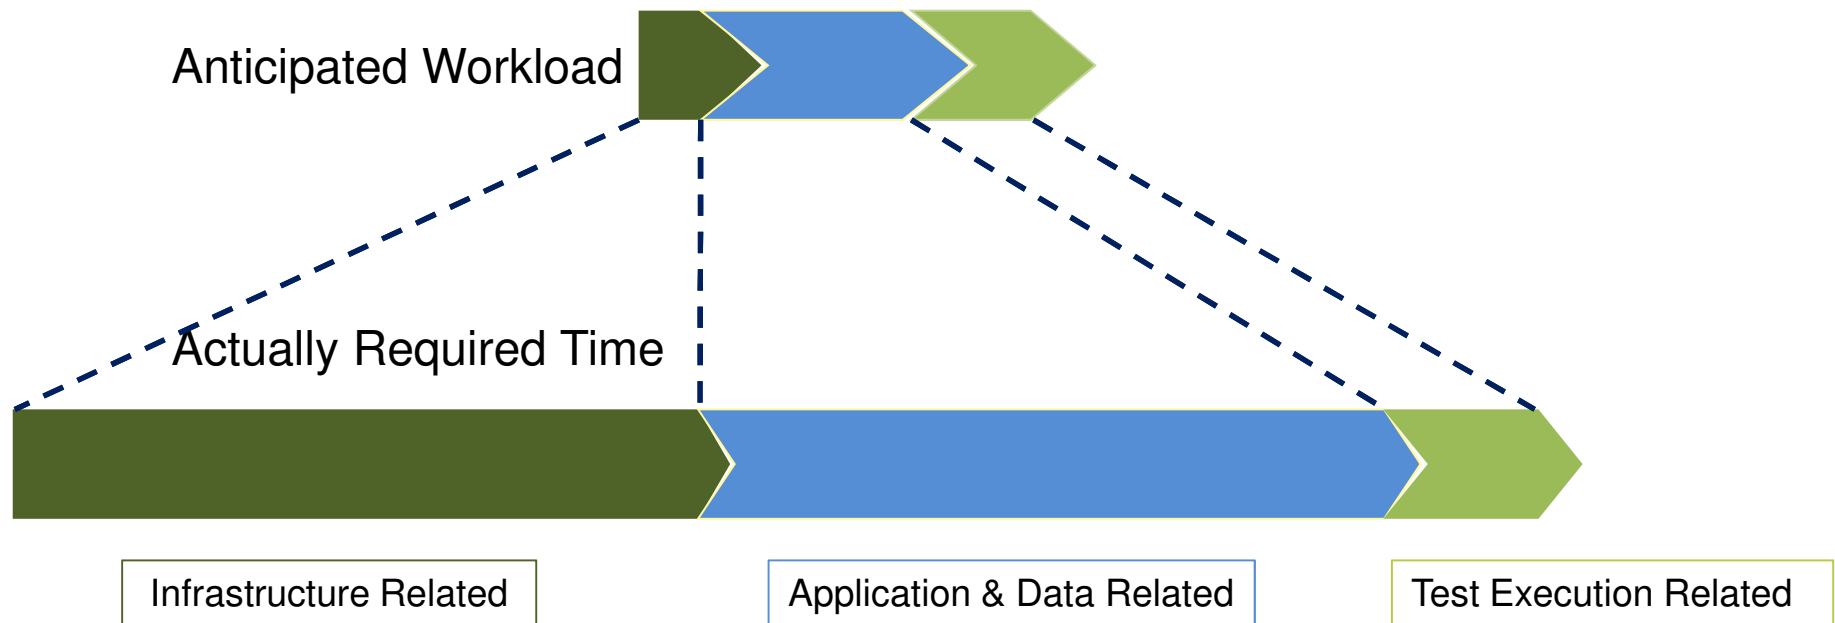 Anticipated Workload
Actually Required Time
Infrastructure Related
Application & Data Related
Test Execution Related